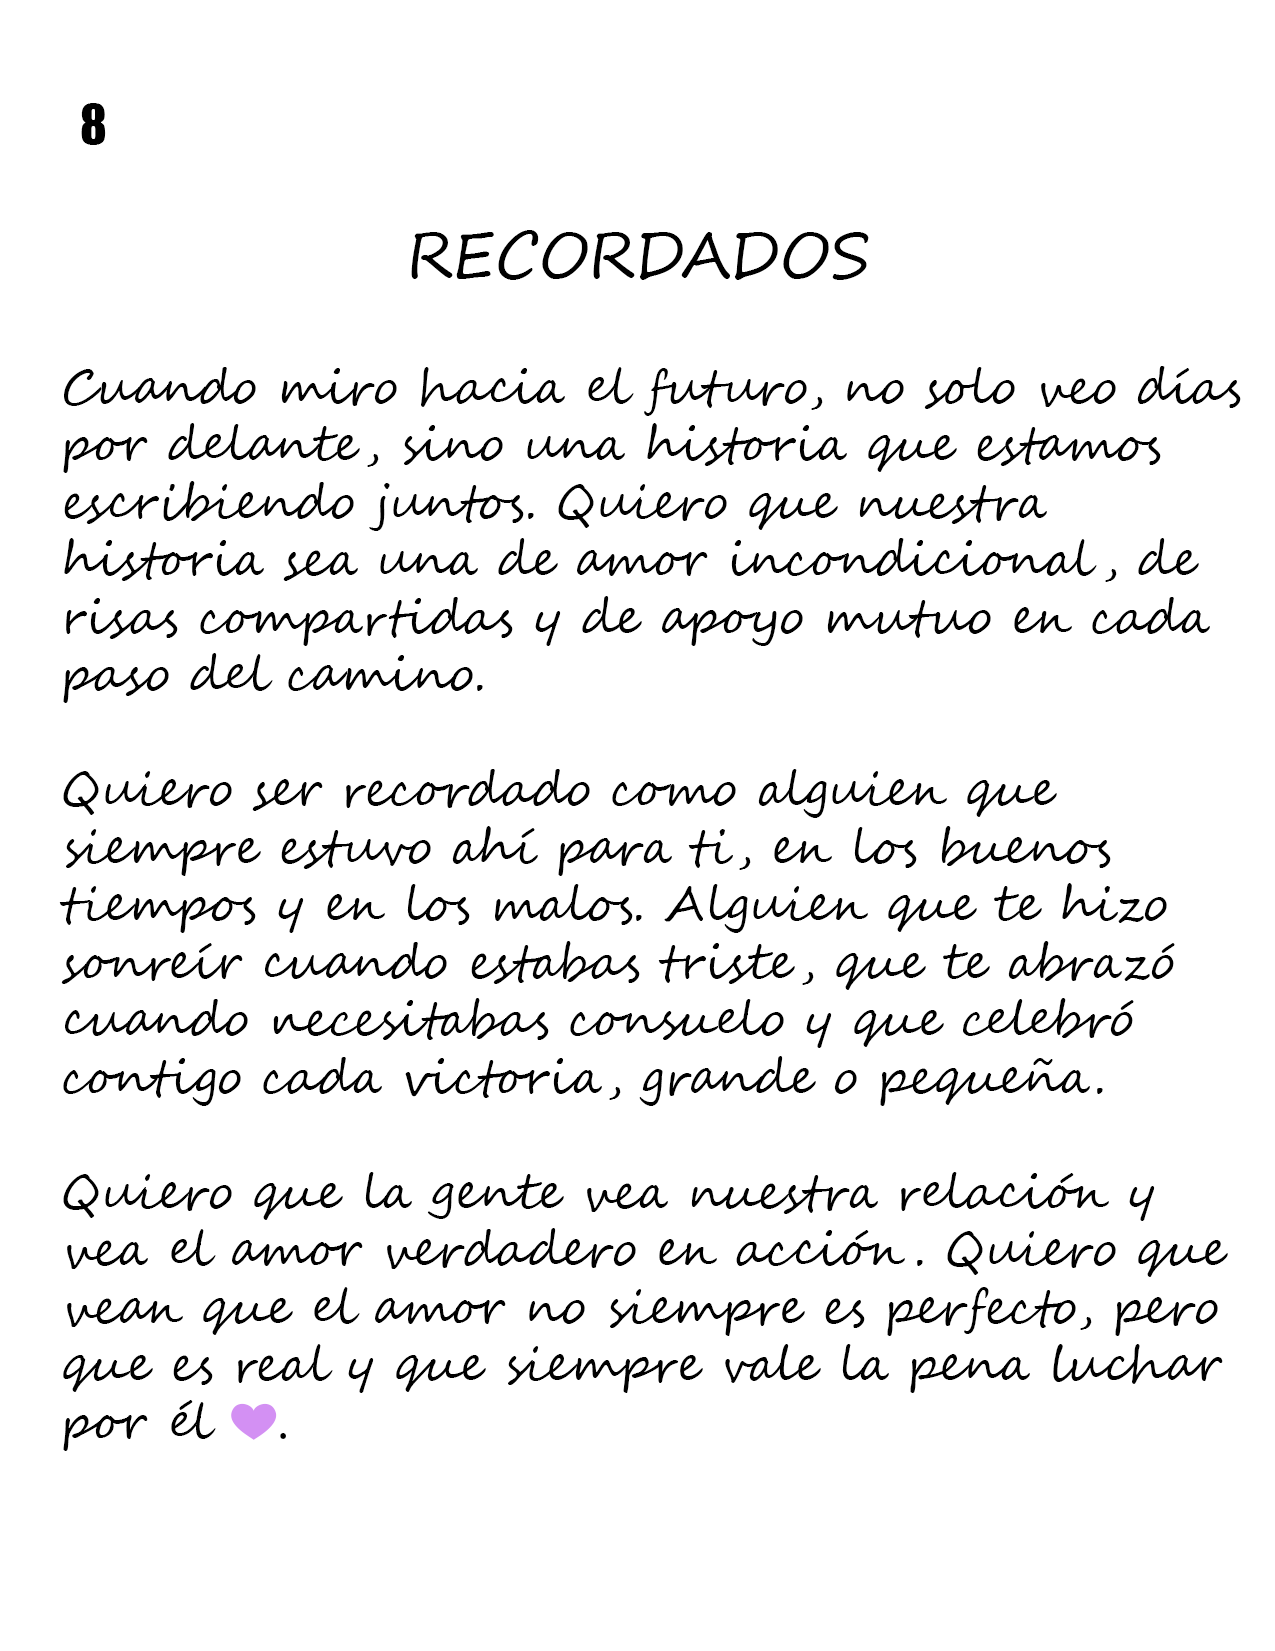 8
RECORDADOS
Cuando miro hacia el futuro, no solo veo días
por delante, sino una historia que estamos
escribiendo juntos. Quiero que nuestra
historia sea una de amor incondicional, de
risas compartidas y de apoyo mutuo en cada
paso del camino.
Quiero ser recordado como alguien que
siempre estuvo ahí para ti, en los buenos
tiempos y en los malos. Alguien que te hizo
sonreír cuando estabas triste, que te abrazó
cuando necesitabas consuelo y que celebró
contigo cada victoria, grande o pequeña.
Quiero que la gente vea nuestra relación y
vea el amor verdadero en acción. Quiero que
vean que el amor no siempre es perfecto, pero
que es real y que siempre vale la pena luchar
por él 💜.